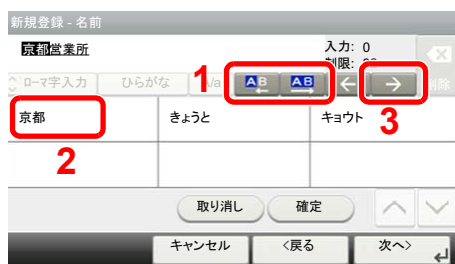 新規登録 - 名前
京都営業所
入力: 0
制限:
ローマ字入力 ひらがな A/a AB AB 削除
1
京都 きょうと キョウト
2
3
取り消し 確定
キャンセル <戻る 次へ>